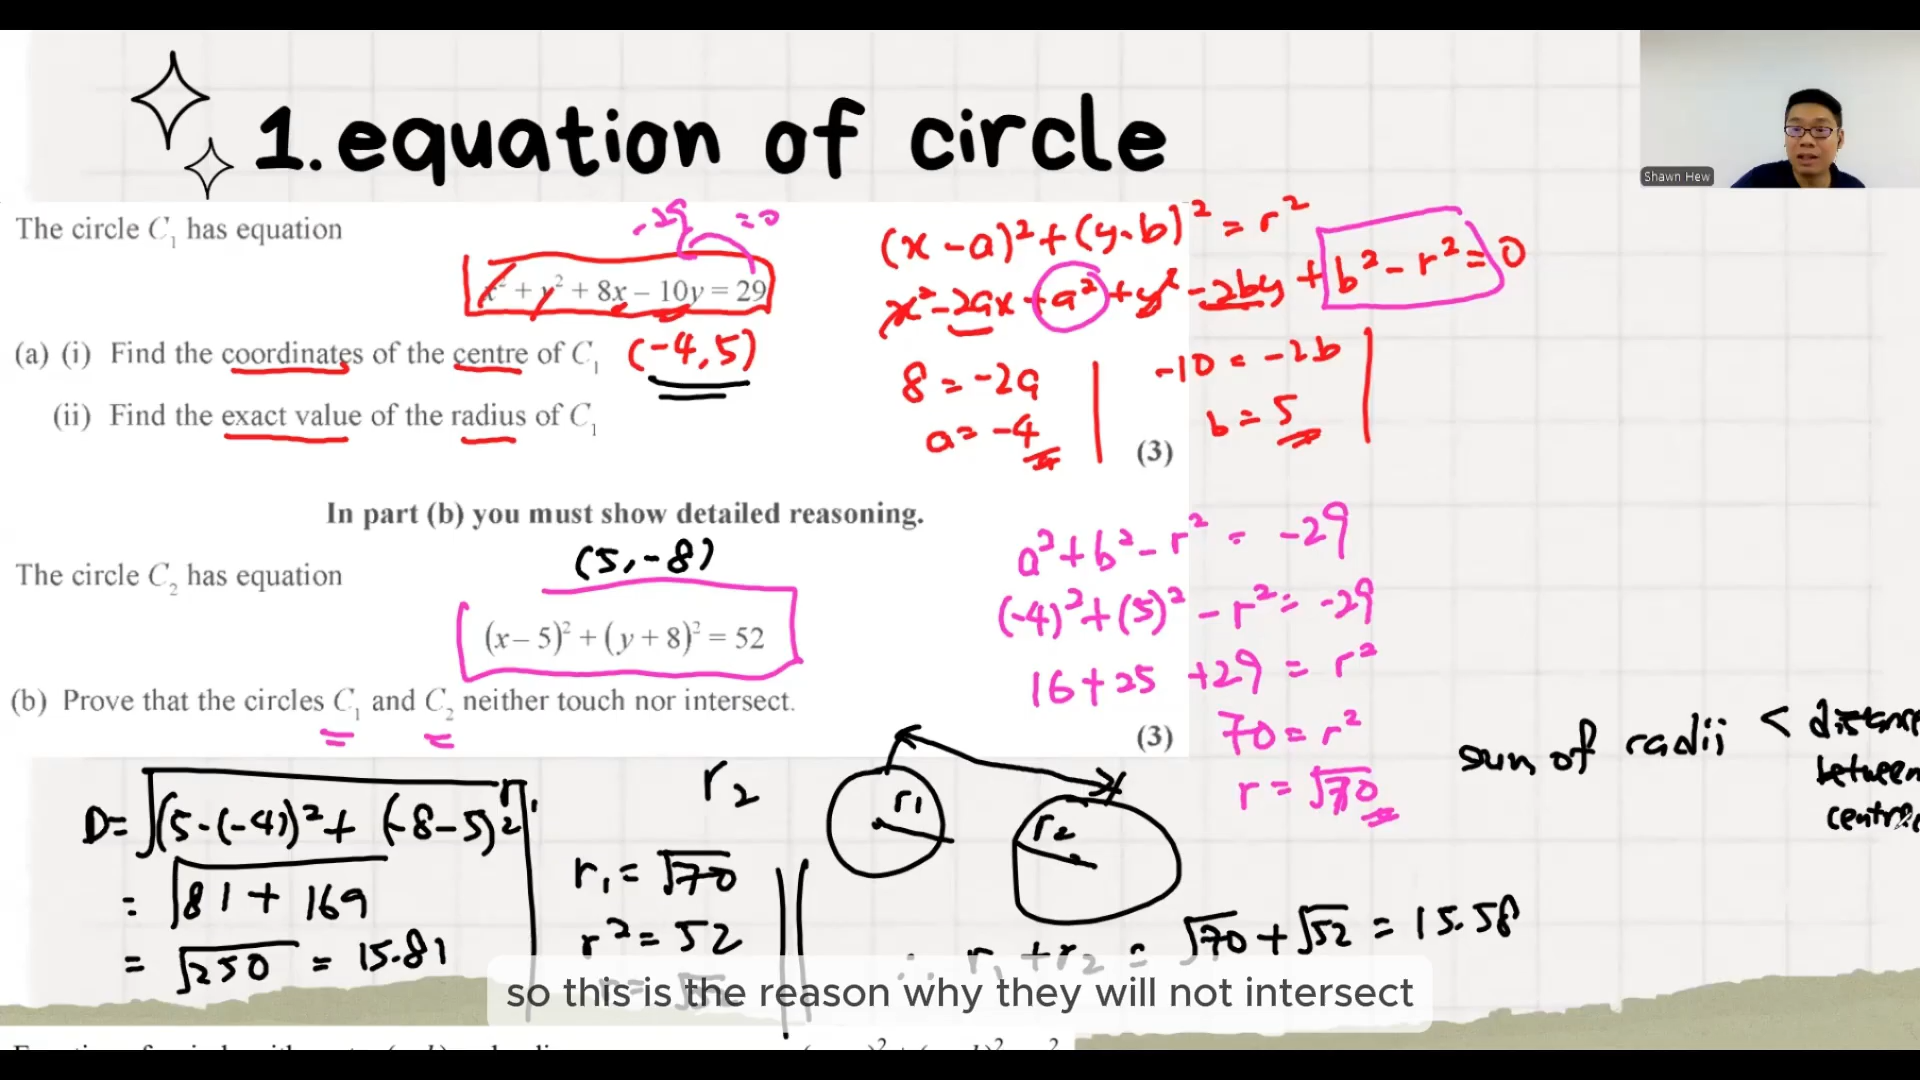 1. equation of circle
Shawn Hew
The circle C₁ has equation
-29 = 0
x² + y² + 8x – 10y = 29
(a) (i) Find the coordinates of the centre of C₁ (-4, 5)
(ii) Find the exact value of the radius of C₁
(3)
(x - a)² + (y - b)² = r²
x² - 2ax + a² + y² - 2by + b² - r² = 0
8 = -2a
a = -4
-10 = -2b
b = 5
In part (b) you must show detailed reasoning.
(5, -8)
The circle C₂ has equation
(x – 5)² + (y + 8)² = 52
(b) Prove that the circles C₁ and C₂ neither touch nor intersect.
(3)
a² + b² - r² = -29
(-4)² + (5)² - r² = -29
16 + 25 + 29 = r²
70 = r²
r = √70
D = √(5-(-4))² + (-8-5)²
= √81 + 169
= √250 = 15.81
r₂
r₁ = √70
r² = 52
r₁
r₂
∴ r₁ + r₂ = √70 + √52 = 15.58
sum of radii < distance
between
centre
so this is the reason why they will not intersect